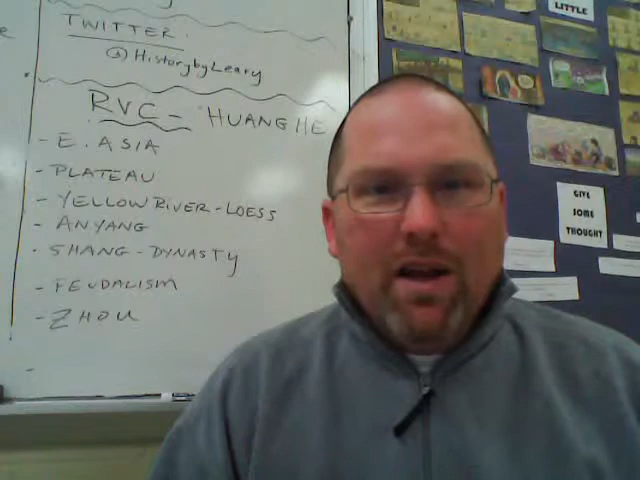 TWITTER.
@HistorybyLeary
RVC - "HUANG HE
- E. ASIA
- PLATEAU
- YELLOW RIVER - LOESS
- ANYANG
- SHANG - DYNASTY
- FEUDALISM
- ZHOU
-
LITTLE
GIVE
SOME
THOUGHT